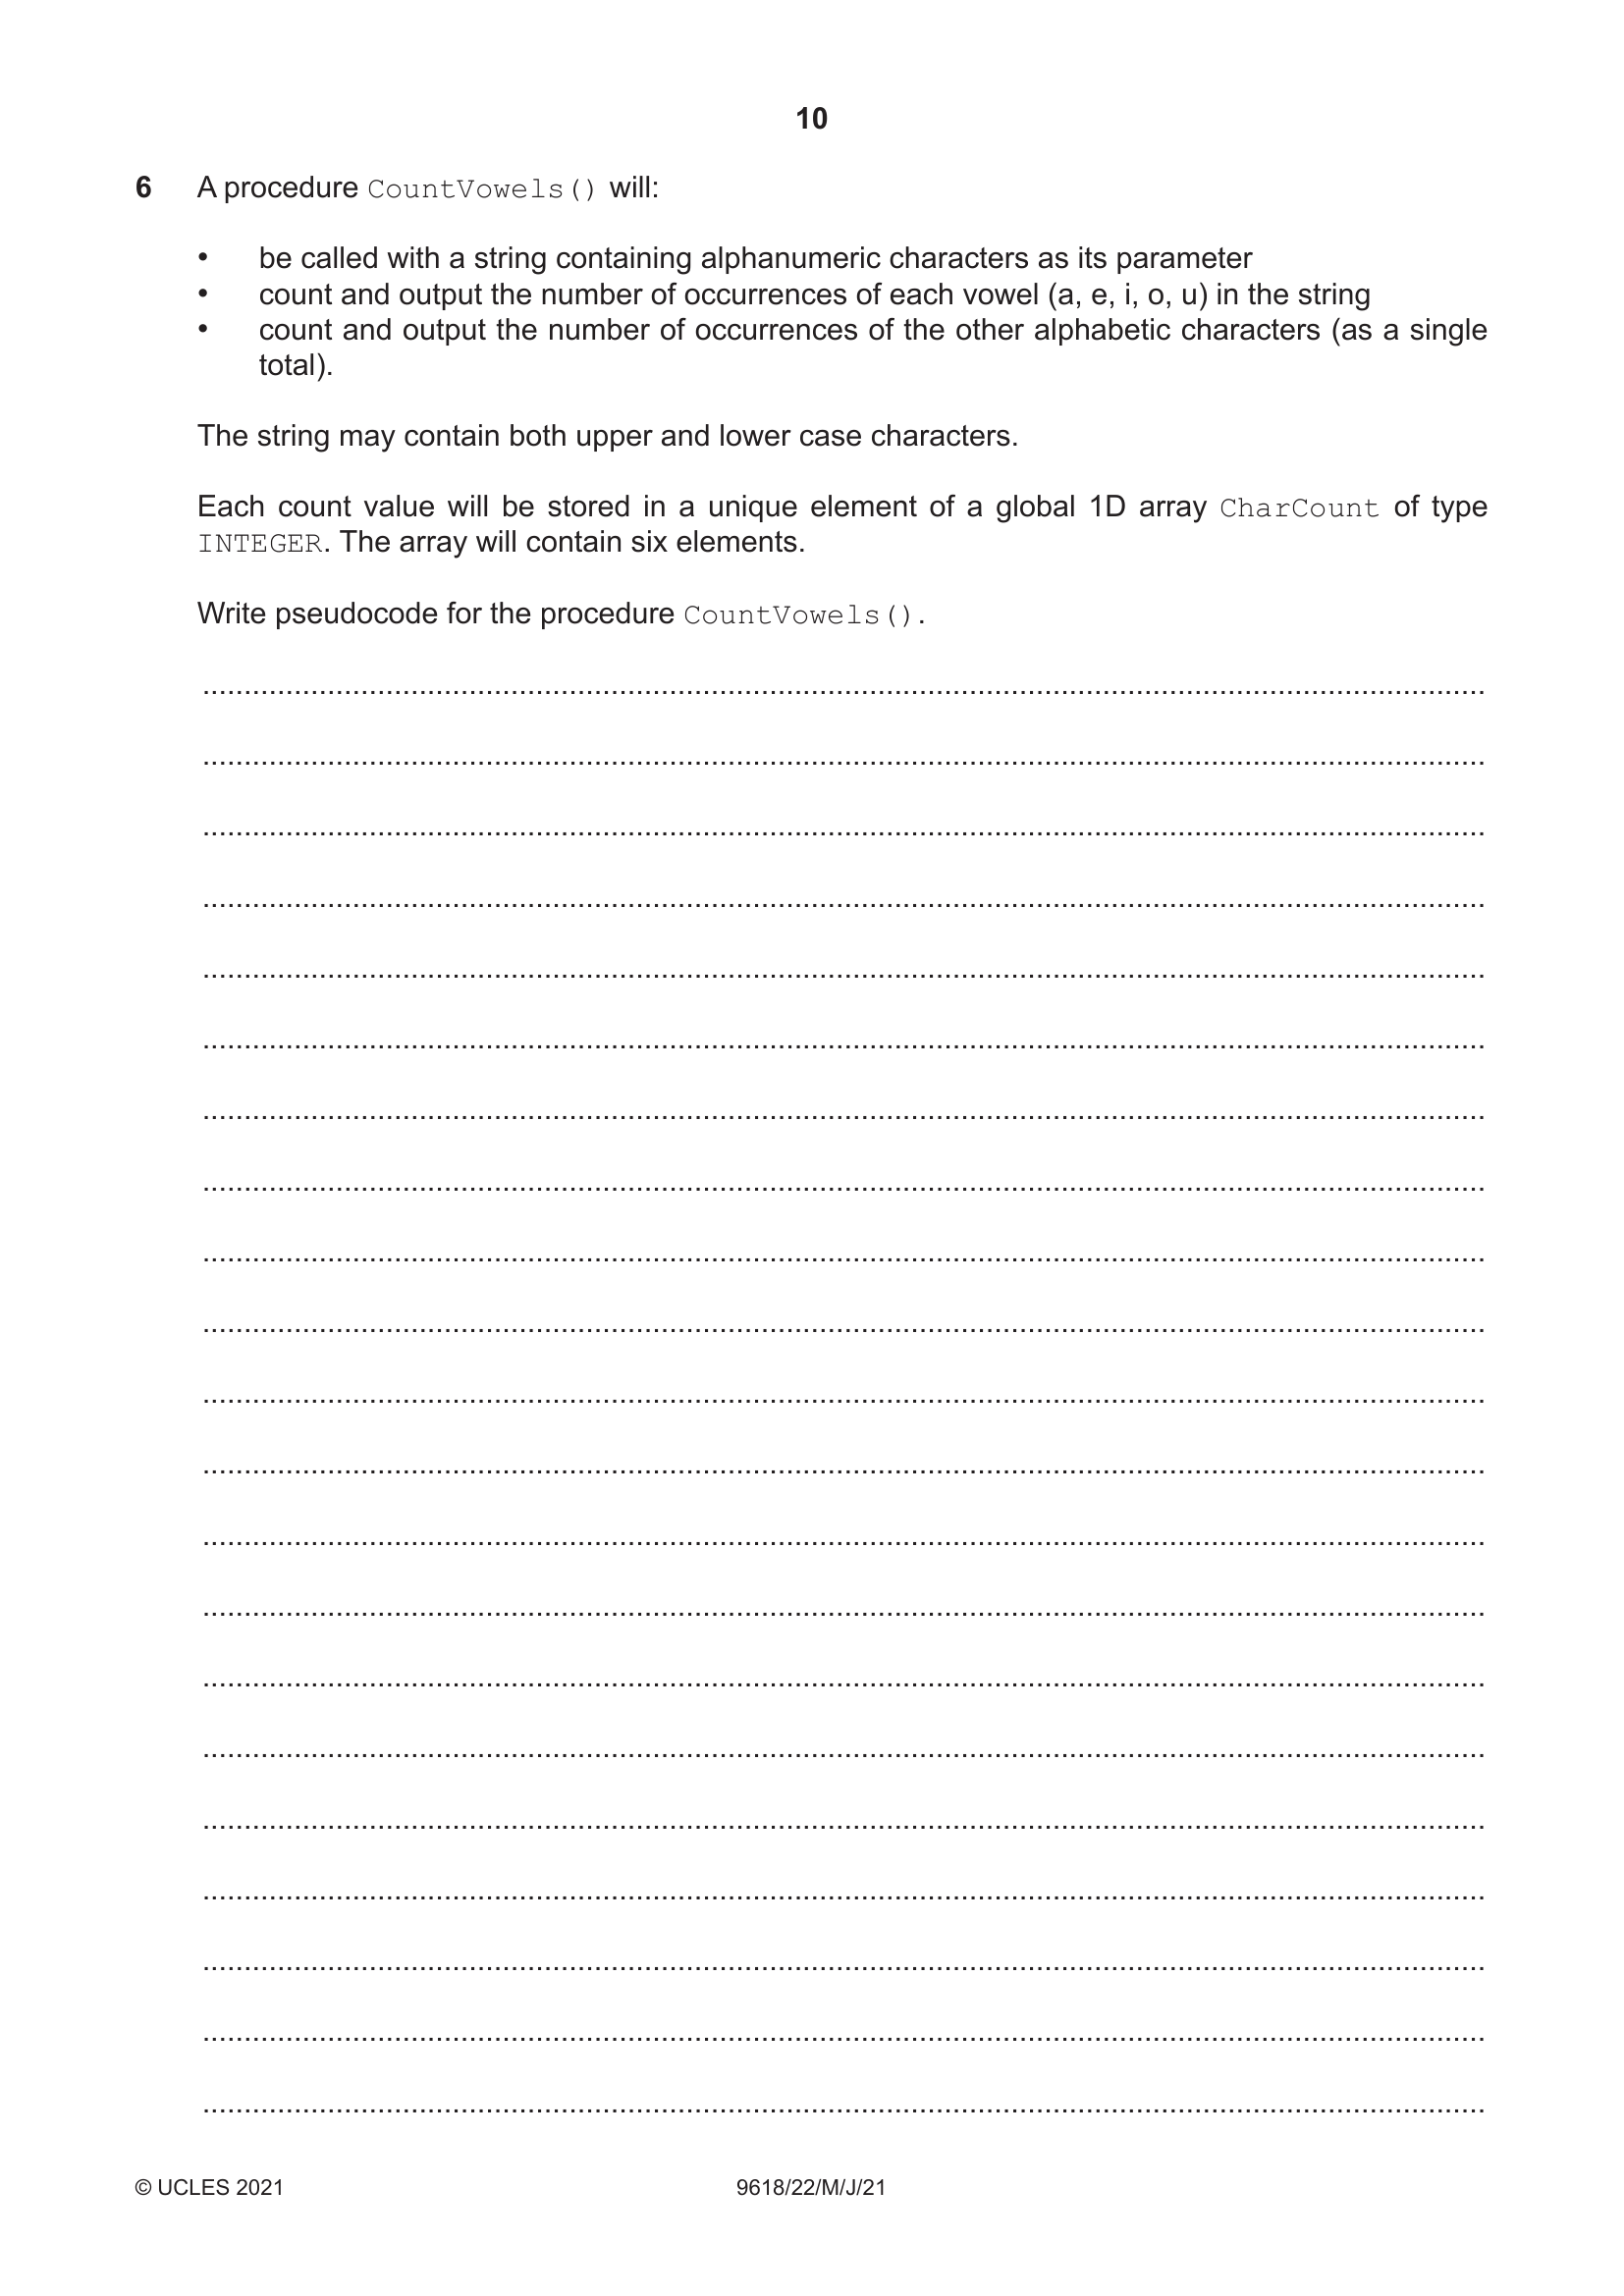 10
6 A procedure CountVowels() will:
• be called with a string containing alphanumeric characters as its parameter
• count and output the number of occurrences of each vowel (a, e, i, o, u) in the string
• count and output the number of occurrences of the other alphabetic characters (as a single
total).
The string may contain both upper and lower case characters.
Each count value will be stored in a unique element of a global 1D array CharCount of type
INTEGER. The array will contain six elements.
Write pseudocode for the procedure CountVowels().
© UCLES 2021 9618/22/M/J/21